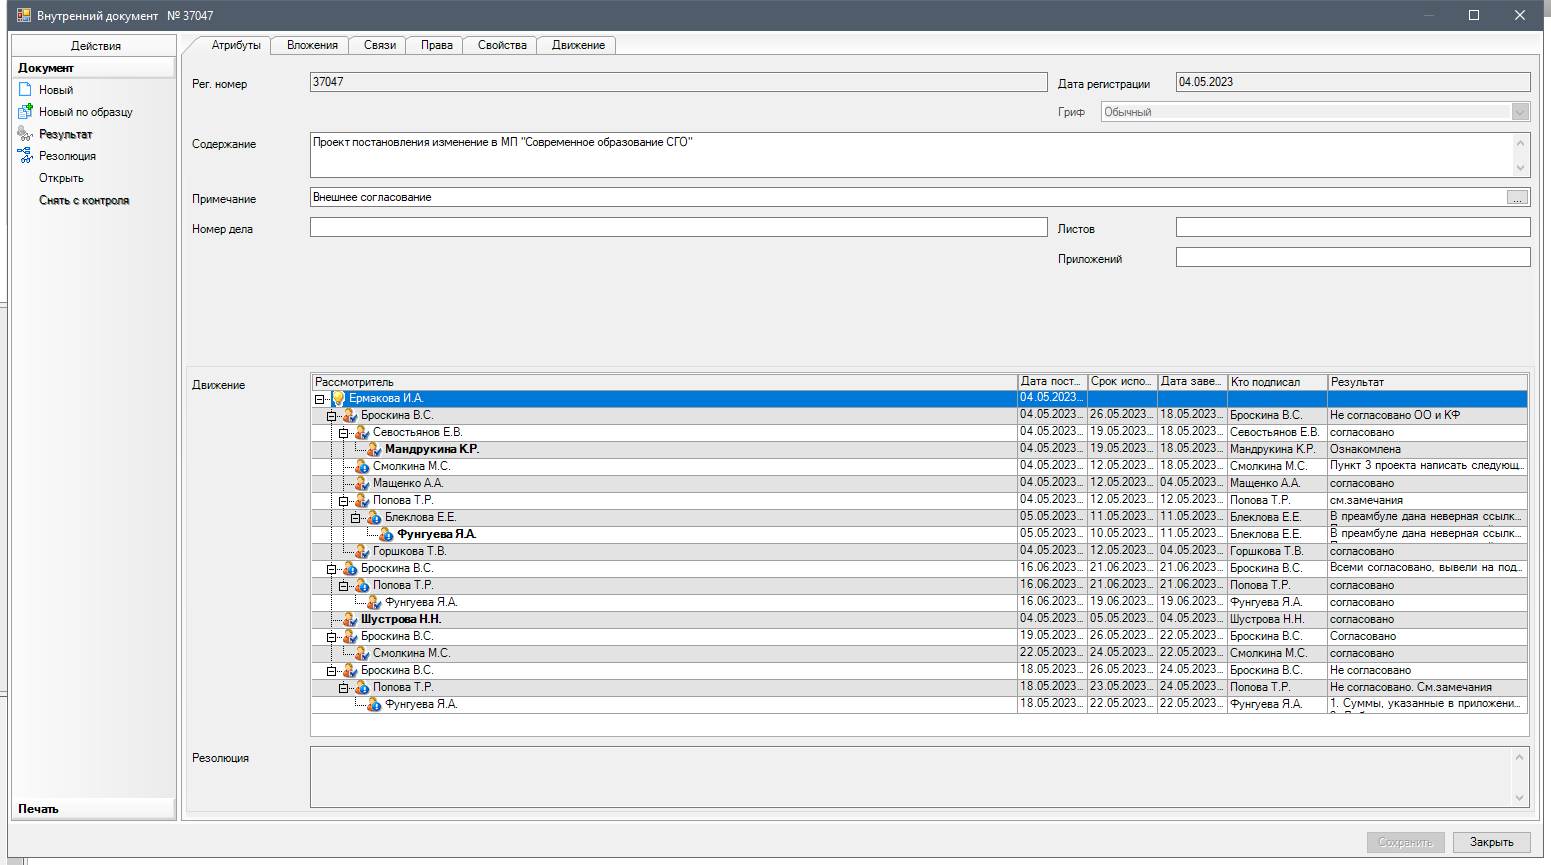 Внутренний документ № 37047
Действия
Документ
Новый
Новый по образцу
Результат
Резолюция
Открыть
Снять с контроля
Печать
Атрибуты Вложения Связи Права Свойства Движение
Рег. номер 37047 Дата регистрации 04.05.2023
Гриф Обычный
Содержание Проект постановления изменение в МП "Современное образование СГО"
Примечание Внешнее согласование ...
Номер дела Листов
Приложений
Движение
Рассмотритель Дата пост... Срок испо... Дата заве... Кто подписал Результат
Ермакова И.А. 04.05.2023...
Броскина В.С. 04.05.2023... 26.05.2023... 18.05.2023... Броскина В.С. Не согласовано ОО и КФ
Севостьянов Е.В. 04.05.2023... 19.05.2023... 18.05.2023... Севостьянов Е.В. согласовано
Мандрукина К.Р. 04.05.2023... 19.05.2023... 18.05.2023... Мандрукина К.Р. Ознакомлена
Смолкина М.С. 04.05.2023... 12.05.2023... 18.05.2023... Смолкина М.С. Пункт 3 проекта написать следующ...
Мащенко А.А. 04.05.2023... 12.05.2023... 04.05.2023... Мащенко А.А. согласовано
Попова Т.Р. 04.05.2023... 12.05.2023... 12.05.2023... Попова Т.Р. см.замечания
Блеклова Е.Е. 05.05.2023... 11.05.2023... 11.05.2023... Блеклова Е.Е. В преамбуле дана неверная ссылк...
Фунгуева Я.А. 05.05.2023... 10.05.2023... 11.05.2023... Блеклова Е.Е. В преамбуле дана неверная ссылк...
Горшкова Т.В. 04.05.2023... 12.05.2023... 04.05.2023... Горшкова Т.В. согласовано
Броскина В.С. 16.06.2023... 21.06.2023... 21.06.2023... Броскина В.С. Всеми согласовано, вывели на под...
Попова Т.Р. 16.06.2023... 21.06.2023... 21.06.2023... Попова Т.Р. согласовано
Фунгуева Я.А. 16.06.2023... 19.06.2023... 19.06.2023... Фунгуева Я.А. согласовано
Шустрова Н.Н. 04.05.2023... 05.05.2023... 04.05.2023... Шустрова Н.Н. согласовано
Броскина В.С. 19.05.2023... 26.05.2023... 22.05.2023... Броскина В.С. Согласовано
Смолкина М.С. 22.05.2023... 24.05.2023... 22.05.2023... Смолкина М.С. согласовано
Броскина В.С. 18.05.2023... 26.05.2023... 24.05.2023... Броскина В.С. Не согласовано
Попова Т.Р. 18.05.2023... 23.05.2023... 24.05.2023... Попова Т.Р. Не согласовано. См.замечания
Фунгуева Я.А. 18.05.2023... 22.05.2023... 22.05.2023... Фунгуева Я.А. 1. Суммы, указанные в приложени...
Резолюция
Сохранить Закрыть